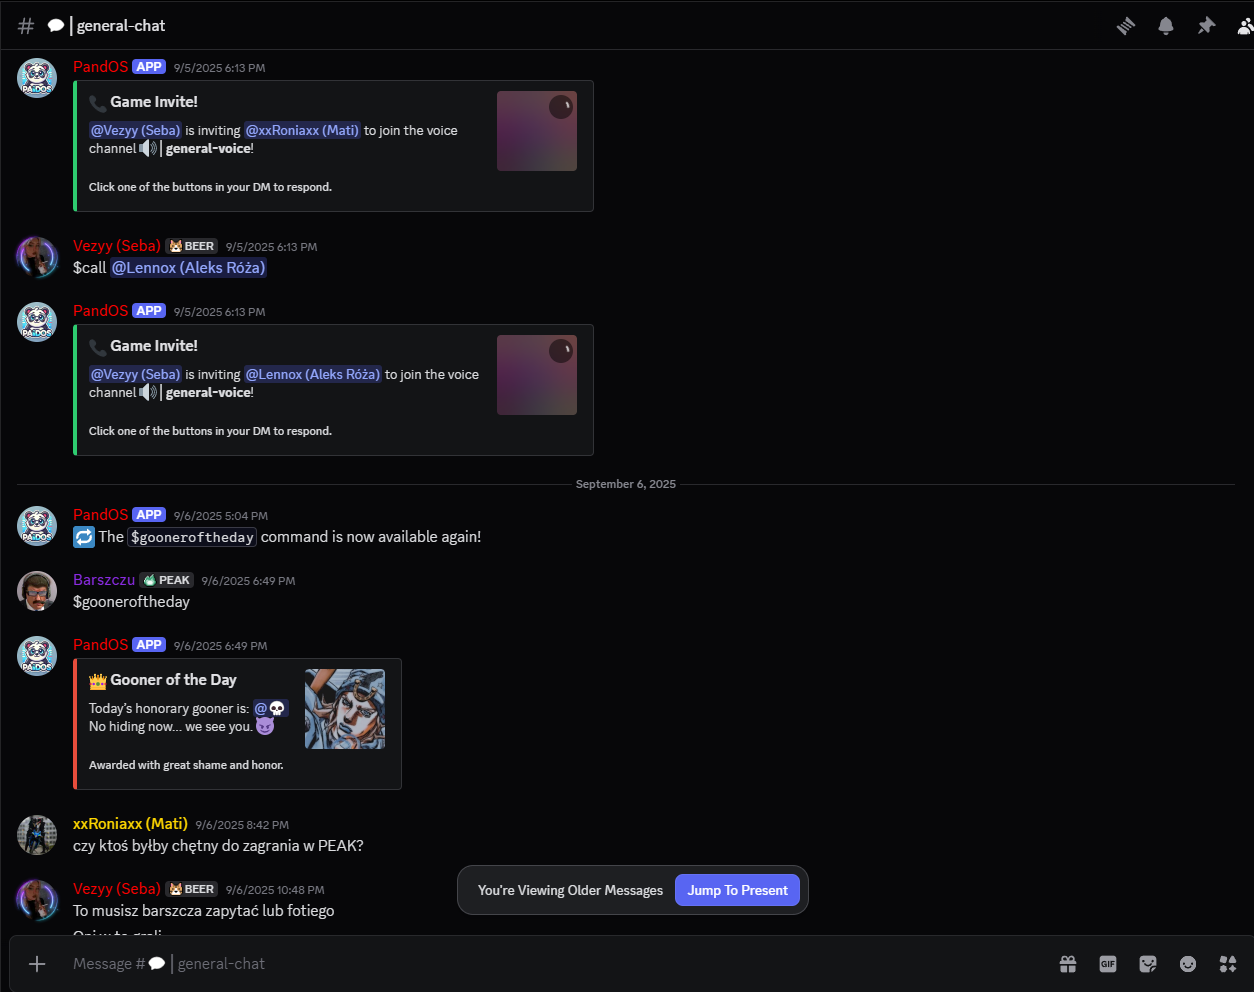 general-chat
PandOS APP 9/5/2025 6:13 PM
Game Invite!
@Vezyy (Seba) is inviting @xxRoniaxx (Mati) to join the voice
channel | general-voice!
Click one of the buttons in your DM to respond.
Vezyy (Seba) BEER 9/5/2025 6:13 PM
$call @Lennox (Aleks Róża)
PandOS APP 9/5/2025 6:13 PM
Game Invite!
@Vezyy (Seba) is inviting @Lennox (Aleks Róża) to join the voice
channel | general-voice!
Click one of the buttons in your DM to respond.
September 6, 2025
PandOS APP 9/6/2025 5:04 PM
The $gooneroftheday command is now available again!
Barszczu PEAK 9/6/2025 6:49 PM
$gooneroftheday
PandOS APP 9/6/2025 6:49 PM
Gooner of the Day
Today's honorary gooner is: @💀
No hiding now... we see you. 😈
Awarded with great shame and honor.
xxRoniaxx (Mati) 9/6/2025 8:42 PM
czy ktoś byłby chętny do zagrania w PEAK?
Vezyy (Seba) BEER 9/6/2025 10:48 PM
To musisz barszcza zapytać lub fotiego
You're Viewing Older Messages Jump To Present
Message # | general-chat
GIF